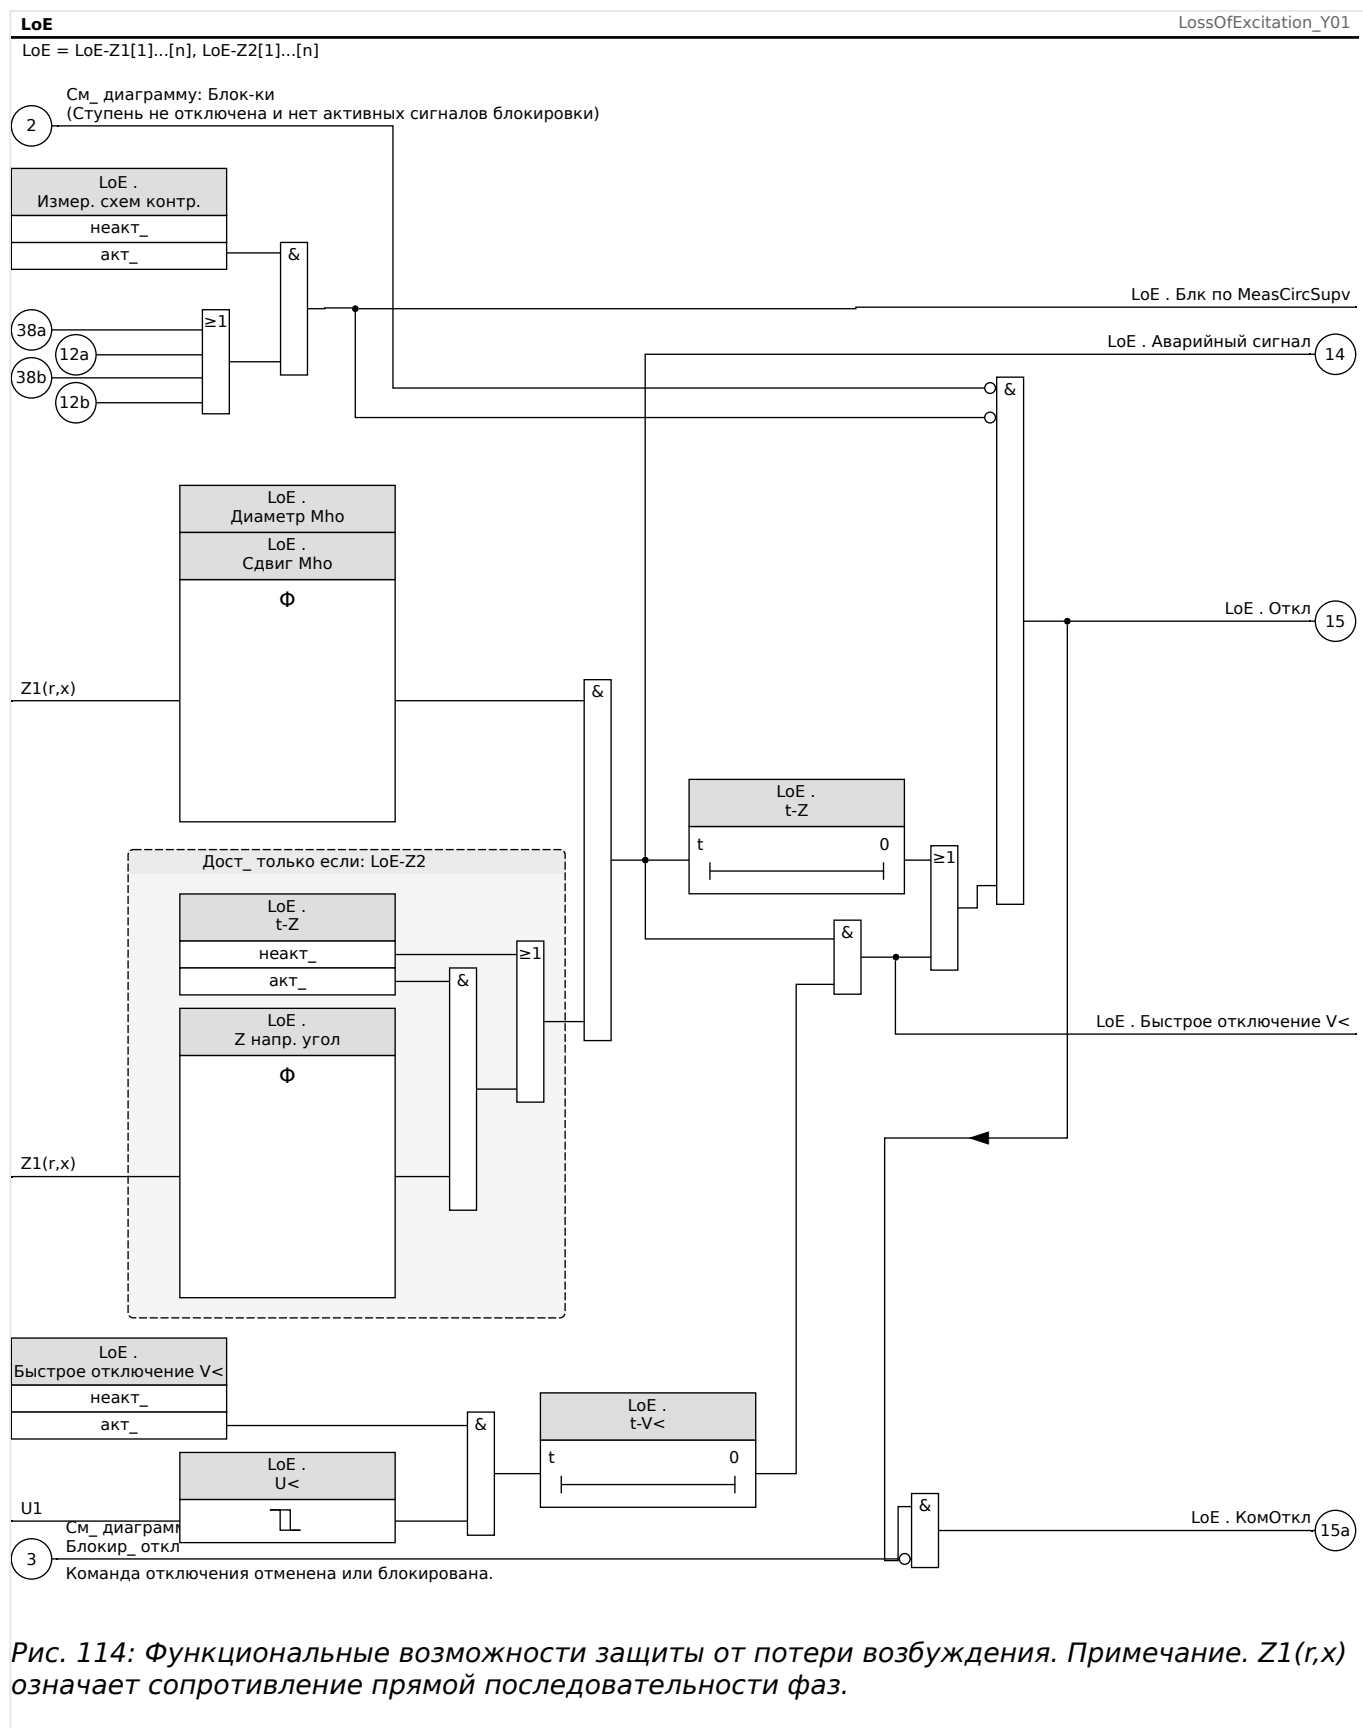 LoE
LossOfExcitation_Y01
LoE = LoE-Z1[1]...[n], LoE-Z2[1]...[n]
См_ диаграмму: Блок-ки
(Ступень не отключена и нет активных сигналов блокировки)
2
LoE .
Измер. схем контр.
неакт_
акт_
&
LoE . Блк по MeasCircSupv
38a
≥1
12a
38b
12b
LoE . Аварийный сигнал
14
&
LoE .
Диаметр Mho
LoE .
Сдвиг Mho
Φ
LoE . Откл
15
Z1(r,x)
&
LoE .
t-Z
t 0
≥1
Дост_ только если: LoE-Z2
LoE .
t-Z
неакт_
акт_
&
≥1
&
LoE .
Z напр. угол
Φ
LoE . Быстрое отключение V<
Z1(r,x)
LoE .
Быстрое отключение V<
неакт_
акт_
&
LoE .
t-V<
t 0
LoE .
U<
U1
См_ диаграмм
Блокир_ откл
3
Команда отключения отменена или блокирована.
&
LoE . КомОткл
15a
Рис. 114: Функциональные возможности защиты от потери возбуждения. Примечание. Z1(r,x)
означает сопротивление прямой последовательности фаз.